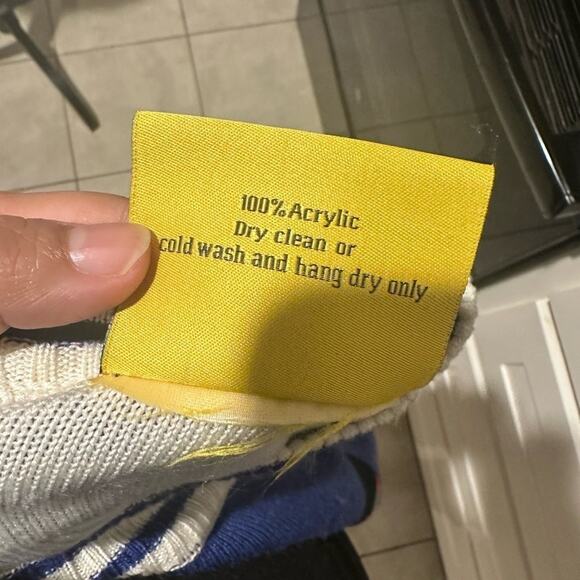 100% Acrylic
Dry clean or
cold wash and hang dry only